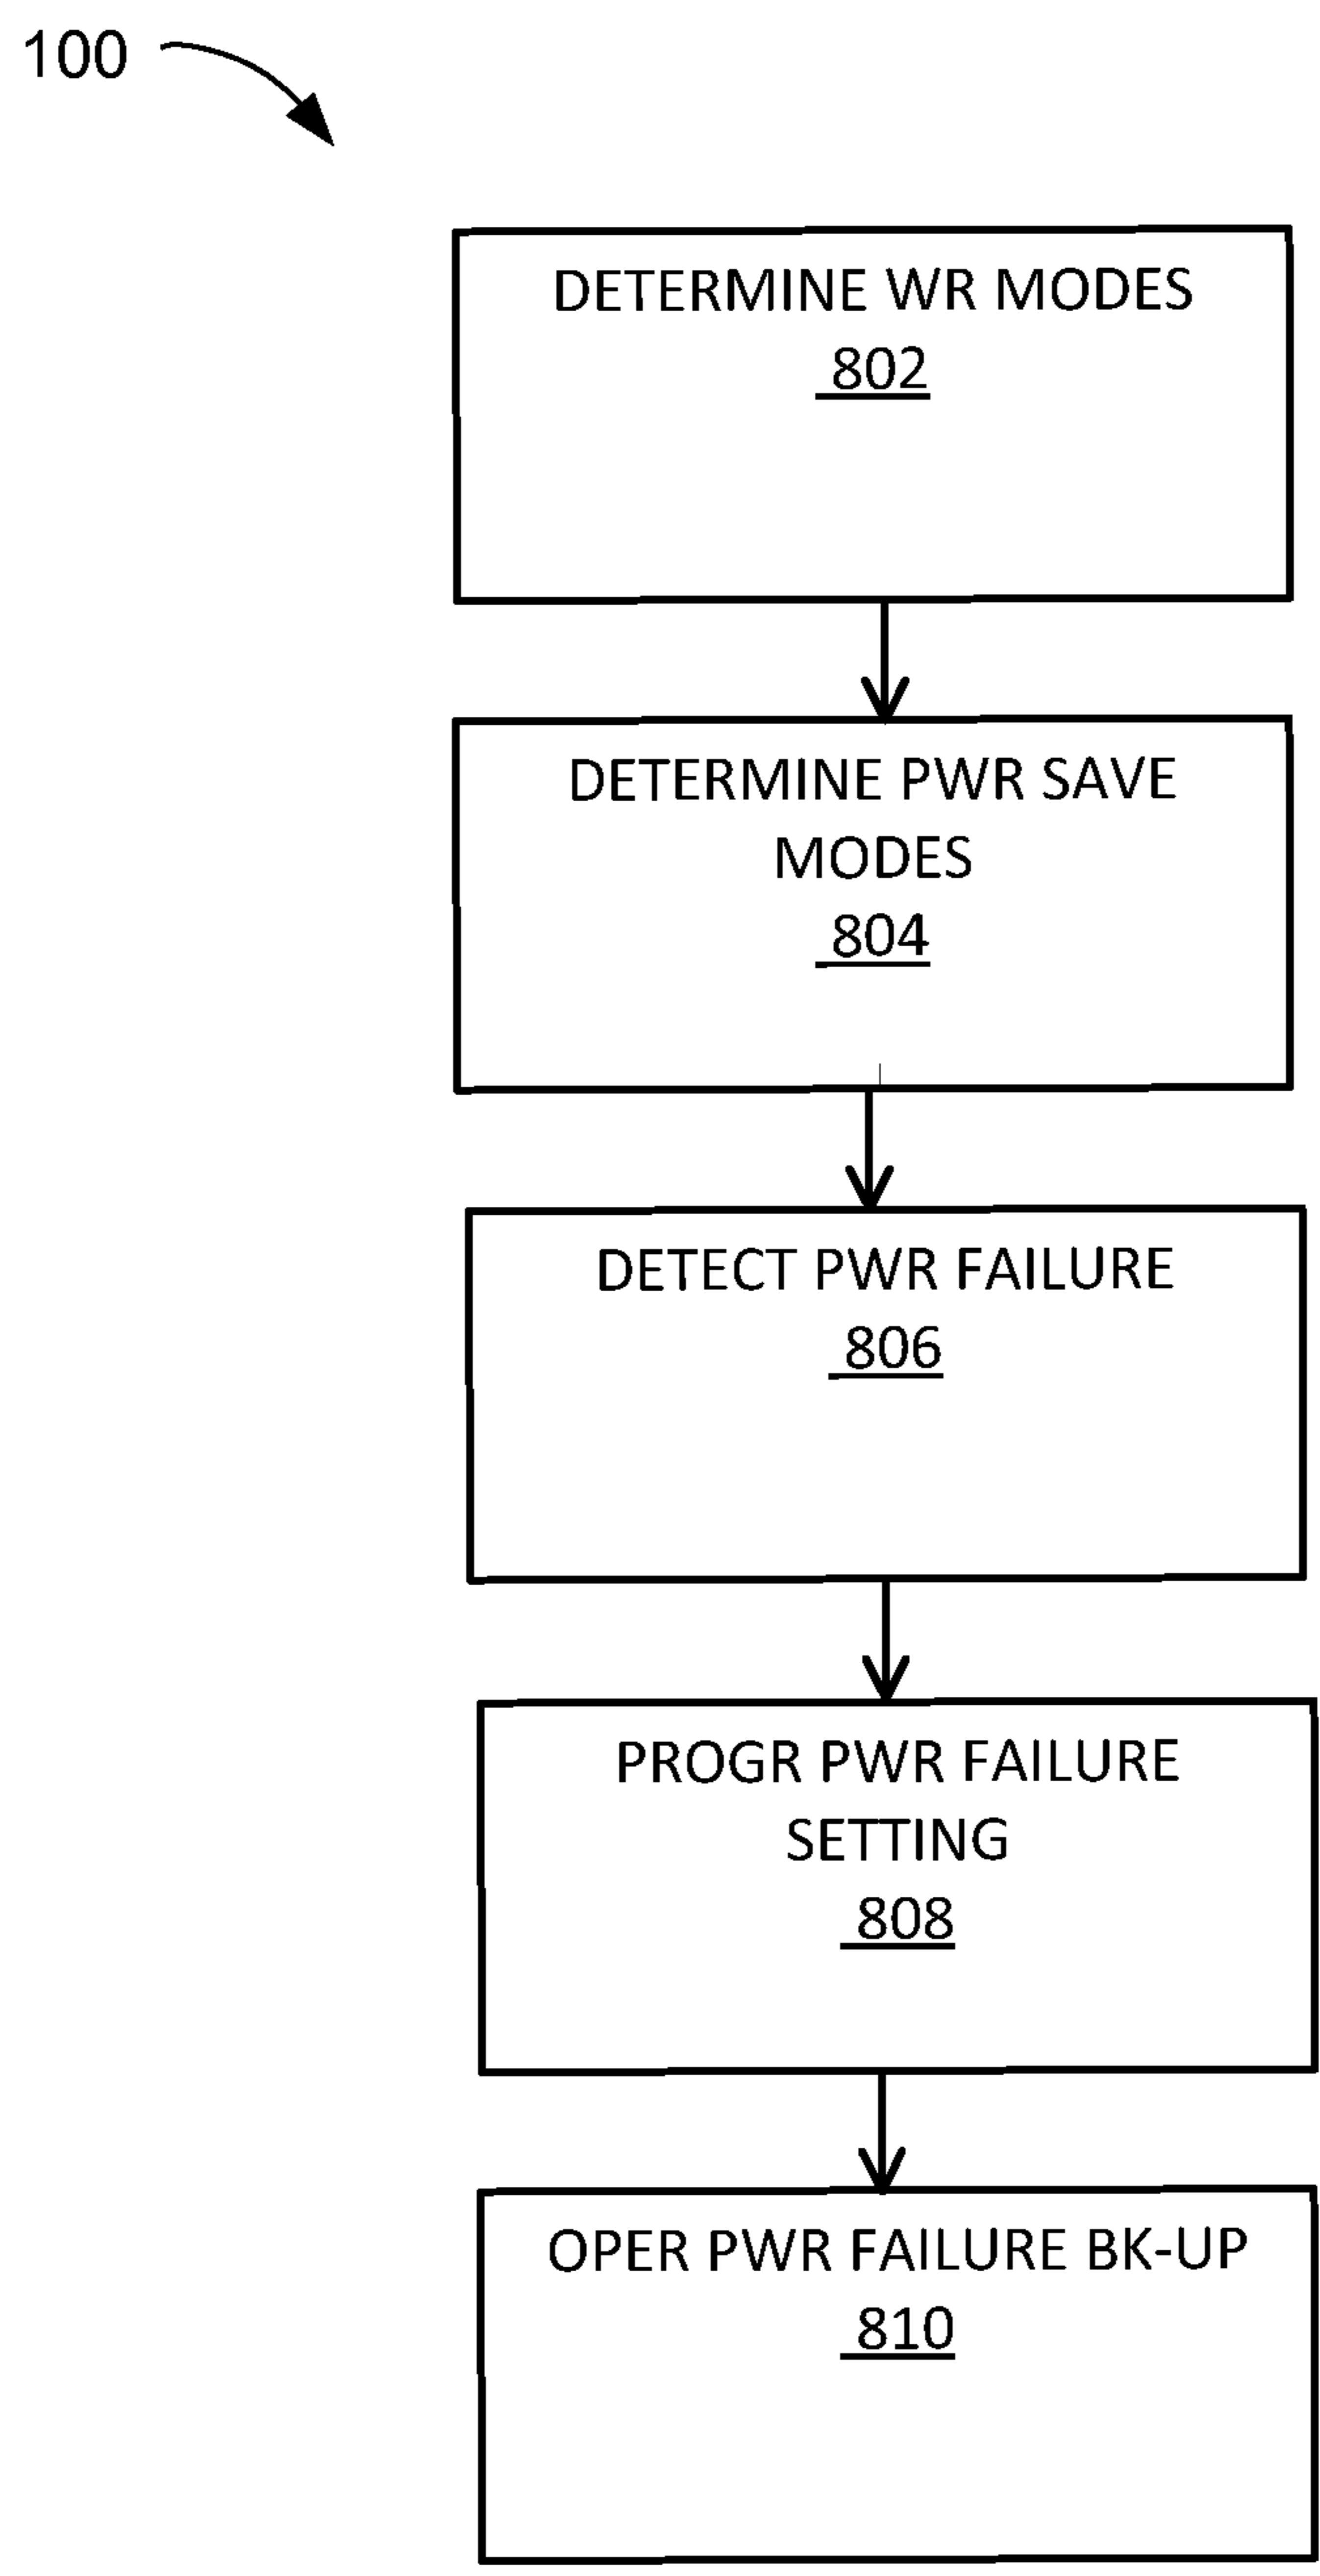 100
DETERMINE WR MODES
802
DETERMINE PWR SAVE
MODES
804
DETECT PWR FAILURE
806
PROGR PWR FAILURE
SETTING
808
OPER PWR FAILURE BK-UP
810